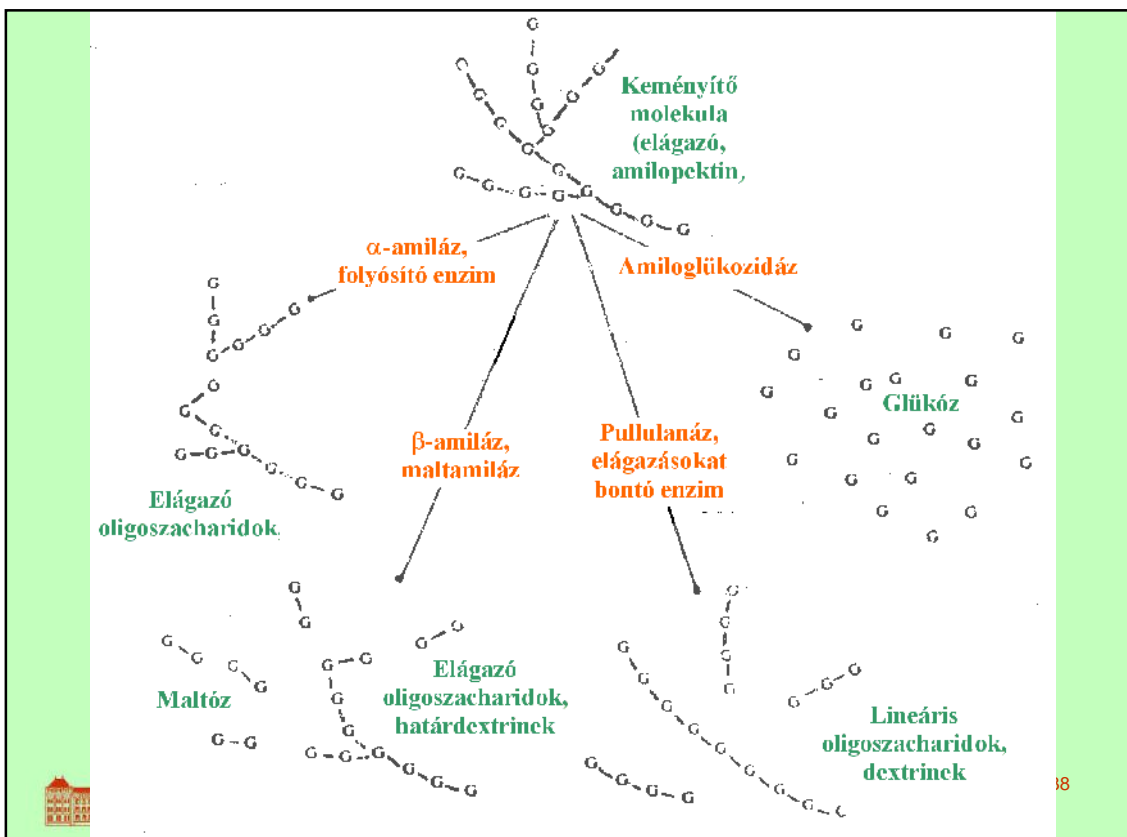 Keményítő
molekula
(elágazó,
amilopektin,
α-amiláz,
folyósító enzim
Amiloglükozidáz
Glükóz
β-amiláz,
maltamiláz
Pullulanáz,
elágazásokat
bontó enzim
Elágazó
oligoszacharidok,
Maltóz
Elágazó
oligoszacharidok,
határdextrinek
Lineáris
oligoszacharidok,
dextrinek